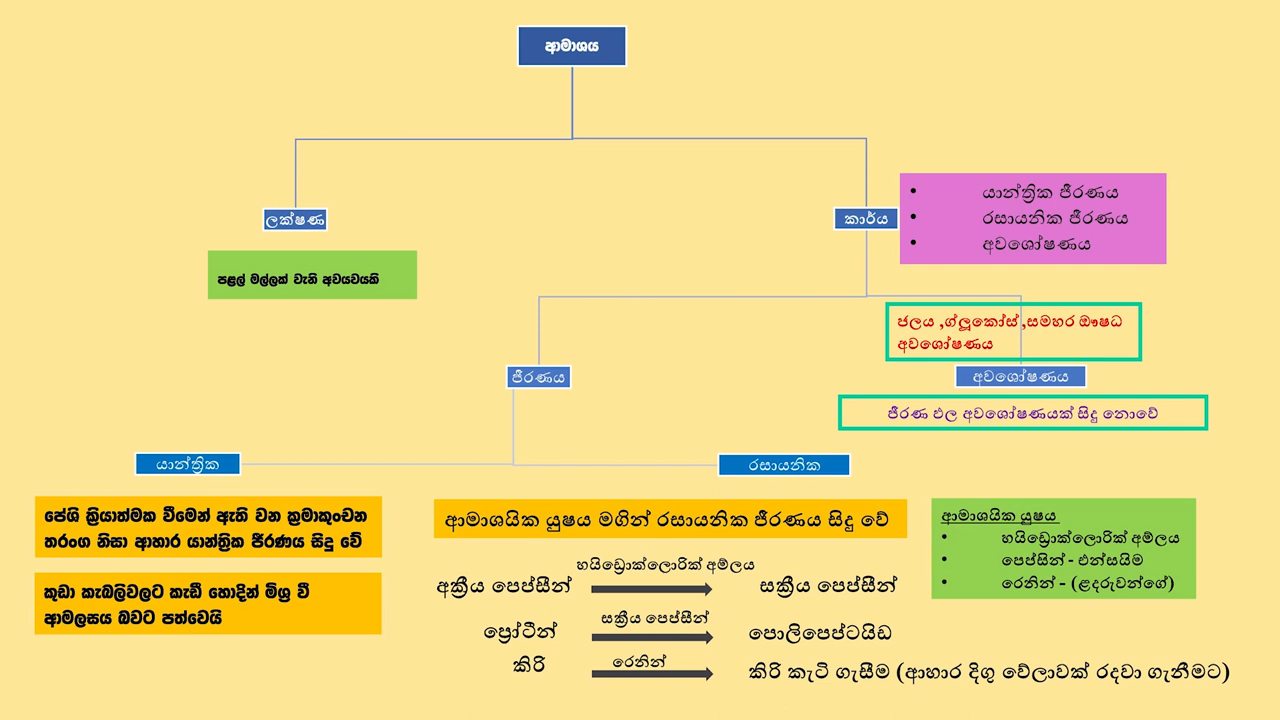 ආමාශය
ලක්ෂණ
පළල් මල්ලක් වැනි අවයවයකි
කාර්ය
• යාන්ත්‍රික ජීරණය
• රසායනික ජීරණය
• අවශෝෂණය
ජලය ,ග්ලූකෝස් ,සමහර ඖෂධ
අවශෝෂණය
ජීරණය
අවශෝෂණය
ජීරණ ඵල අවශෝෂණයක් සිදු නොවේ
යාන්ත්‍රික
රසායනික
පේශි ක්‍රියාත්මක වීමෙන් ඇති වන ක්‍රමාකුංචන
තරංග නිසා ආහාර යාන්ත්‍රික ජීරණය සිදු වේ
කුඩා කැබලිවලට කැඩී හොදින් මිශ්‍ර වී
ආමලසය බවට පත්වෙයි
ආමාශයික යුෂය මගින් රසායනික ජීරණය සිදු වේ
හයිඩ්‍රොක්ලොරික් අම්ලය
අක්‍රීය පෙප්සීන් සක්‍රීය පෙප්සීන්
සක්‍රීය පෙප්සීන්
ප්‍රෝටීන් පොලිපෙප්ටයිඩ
රෙනින්
කිරි කිරි කැටි ගැසීම (ආහාර දිගු වේලාවක් රඳවා ගැනීමට)
ආමාශයික යුෂය
• හයිඩ්‍රොක්ලොරික් අම්ලය
• පෙප්සින් - එන්සයිම
• රෙනින් - (ළදරුවන්ගේ)